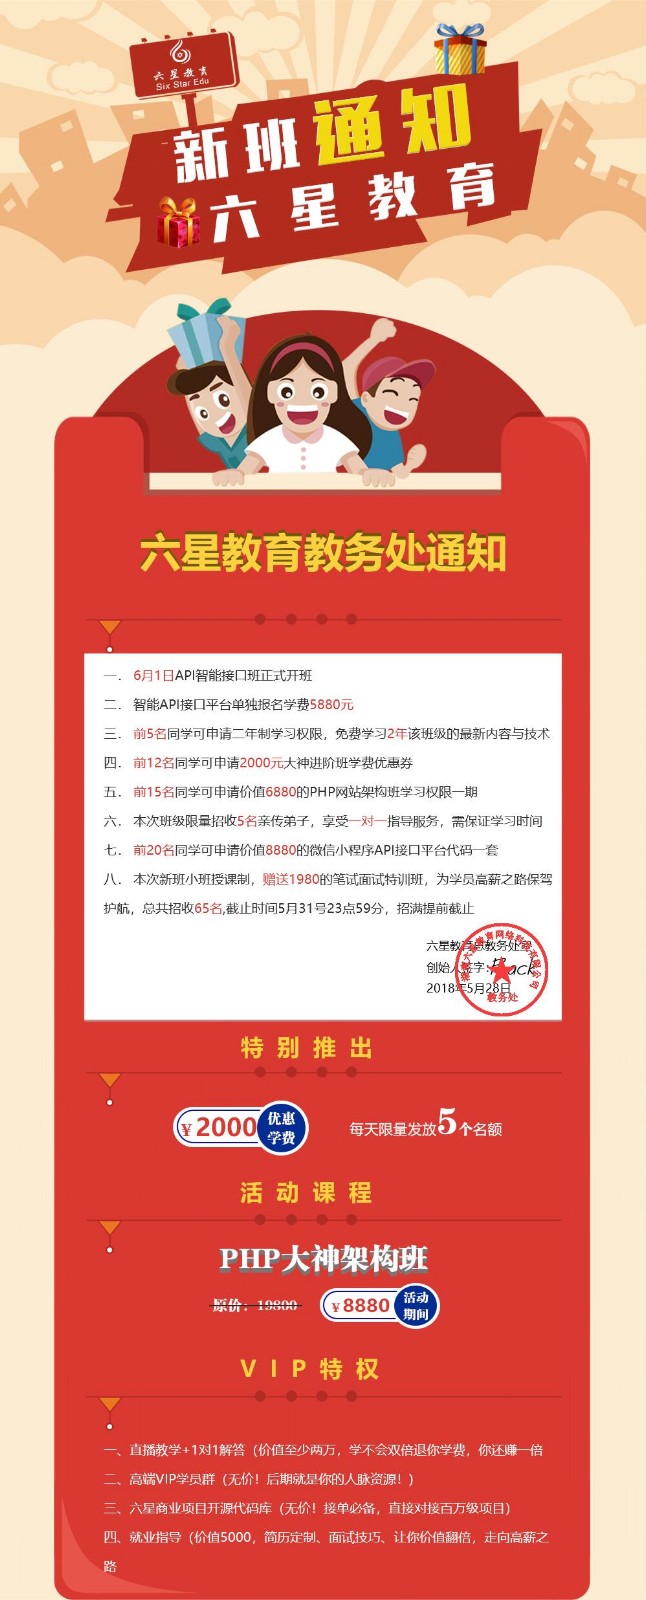 六星教育
Six Star Edu
新班通知
六星教育
六星教育教务处通知
一. 6月1日API智能接口班正式开班
二. 智能API接口平台单独报名学费5880元
三. 前5名同学可申请二年制学习权限，免费学习2年该班级的最新内容与技术
四. 前12名同学可申请2000元大神进阶班学费优惠券
五. 前15名同学可申请价值6880的PHP网站架构班学习权限一期
六. 本次班级限量招收5名亲传弟子，享受一对一指导服务，需保证学习时间
七. 前20名同学可申请价值8880的微信小程序API接口平台代码一套
八. 本次新班小班授课制，赠送1980的笔试面试特训班，为学员高薪之路保驾
护航，总共招收65名,截止时间5月31号23点59分，招满提前截止
六星教育总教务处
创始人签字:
2018年5月28日
教务处
特别推出
¥2000 优惠
学费
每天限量发放5个名额
活动课程
PHP大神架构班
原价：19800
¥8880 活动
期间
VIP特权
一、直播教学+1对1解答（价值至少两万，学不会双倍退你学费，你还赚一倍
二、高端VIP学员群（无价！后期就是你的人脉资源！）
三、六星商业项目开源代码库（无价！接单必备，直接对接百万级项目）
四、就业指导（价值5000，简历定制、面试技巧、让你价值翻倍，走向高薪之
路